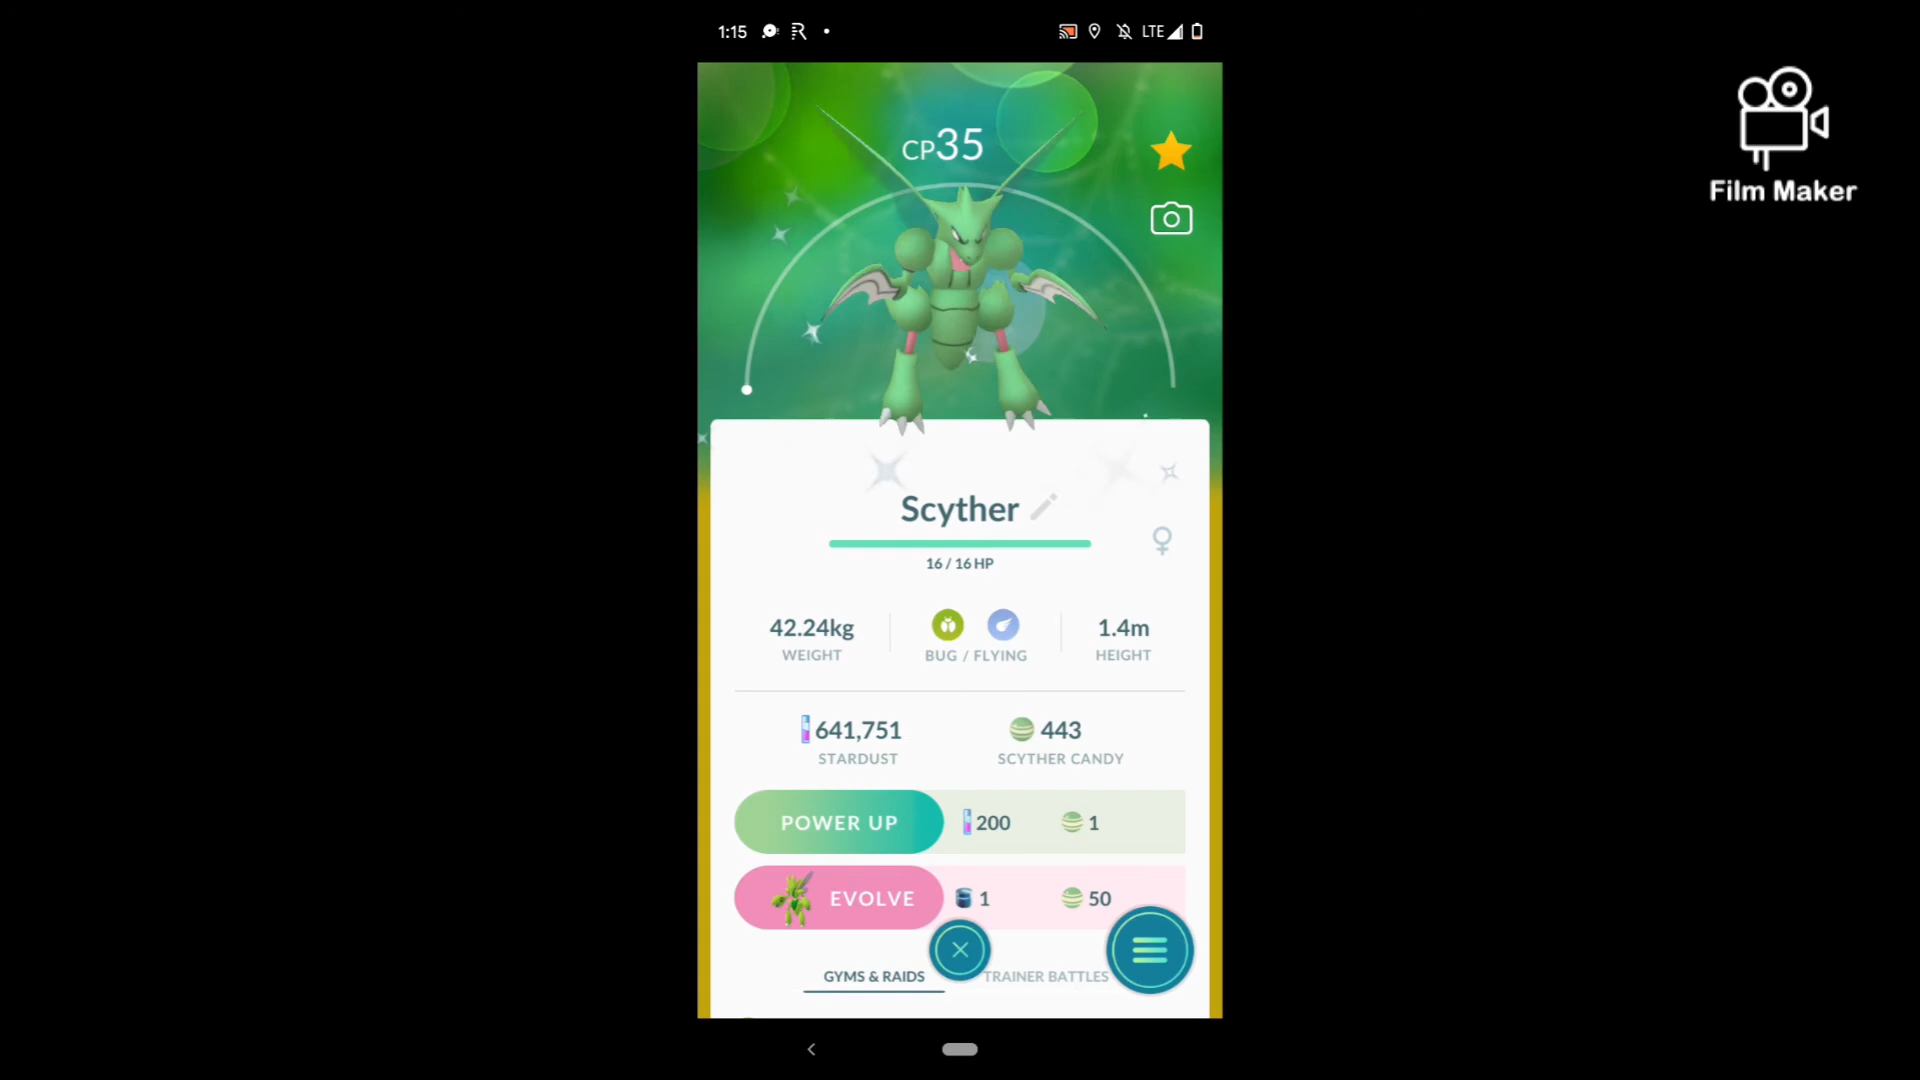 1:15
LTE
CP35
Film Maker
Scyther
16 / 16 HP
42.24kg
WEIGHT
BUG / FLYING
1.4m
HEIGHT
641,751
STARDUST
443
SCYTHER CANDY
POWER UP 200 1
EVOLVE 1 50
GYMS & RAIDS TRAINER BATTLES